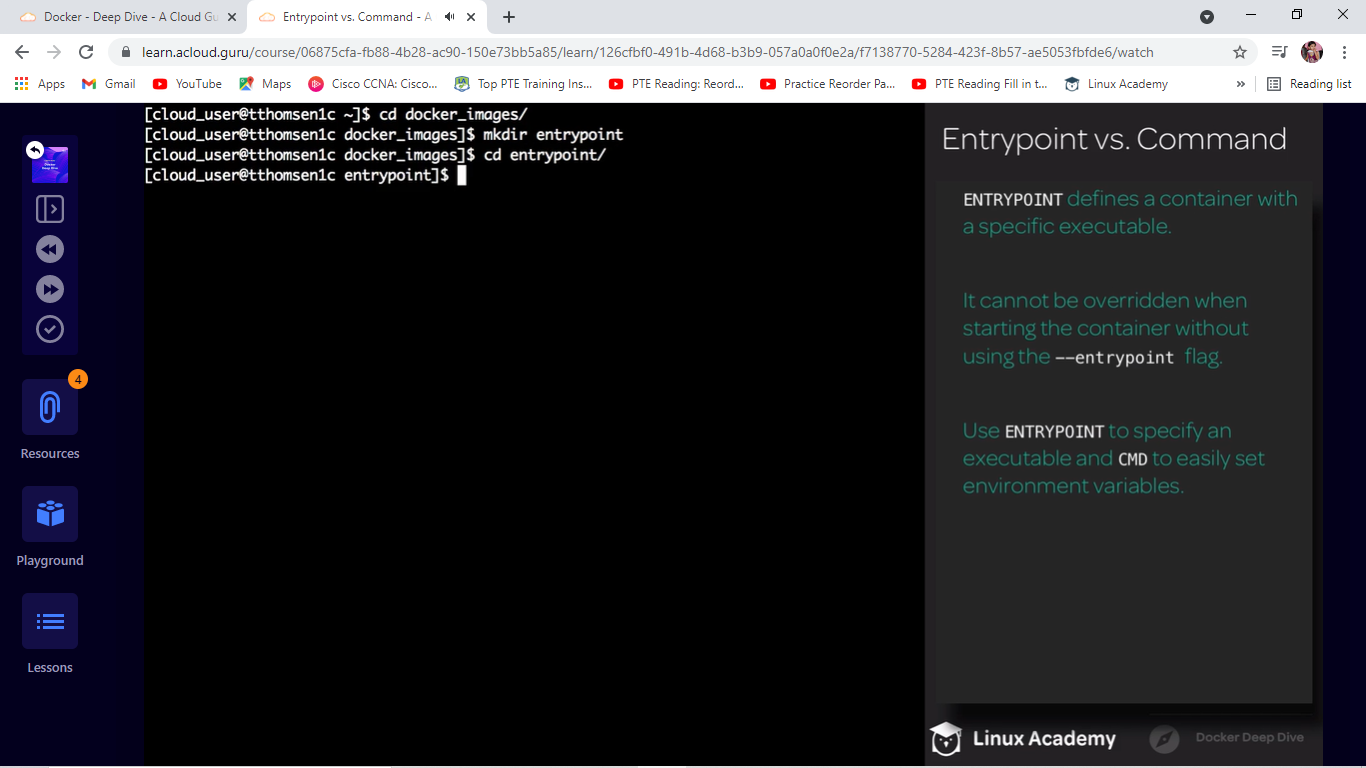 Docker - Deep Dive - A Cloud Gu
Entrypoint vs. Command - A
learn.acloud.guru/course/06875cfa-fb88-4b28-ac90-150e73bb5a85/learn/126cfbf0-491b-4d68-b3b9-057a0a0f0e2a/f7138770-5284-423f-8b57-ae5053fbfde6/watch
Apps Gmail YouTube Maps Cisco CCNA: Cisco... Top PTE Training Ins... PTE Reading: Reord... Practice Reorder Pa... PTE Reading Fill in t... Linux Academy » Reading list
[cloud_user@tthomsen1c ~]$ cd docker_images/
[cloud_user@tthomsen1c docker_images]$ mkdir entrypoint
[cloud_user@tthomsen1c docker_images]$ cd entrypoint/
[cloud_user@tthomsen1c entrypoint]$
Docker
Deep Dive
4
Resources
Playground
Lessons
Entrypoint vs. Command
ENTRYPOINT defines a container with
a specific executable.
It cannot be overridden when
starting the container without
using the --entrypoint flag.
Use ENTRYPOINT to specify an
executable and CMD to easily set
environment variables.
Linux Academy
Docker Deep Dive